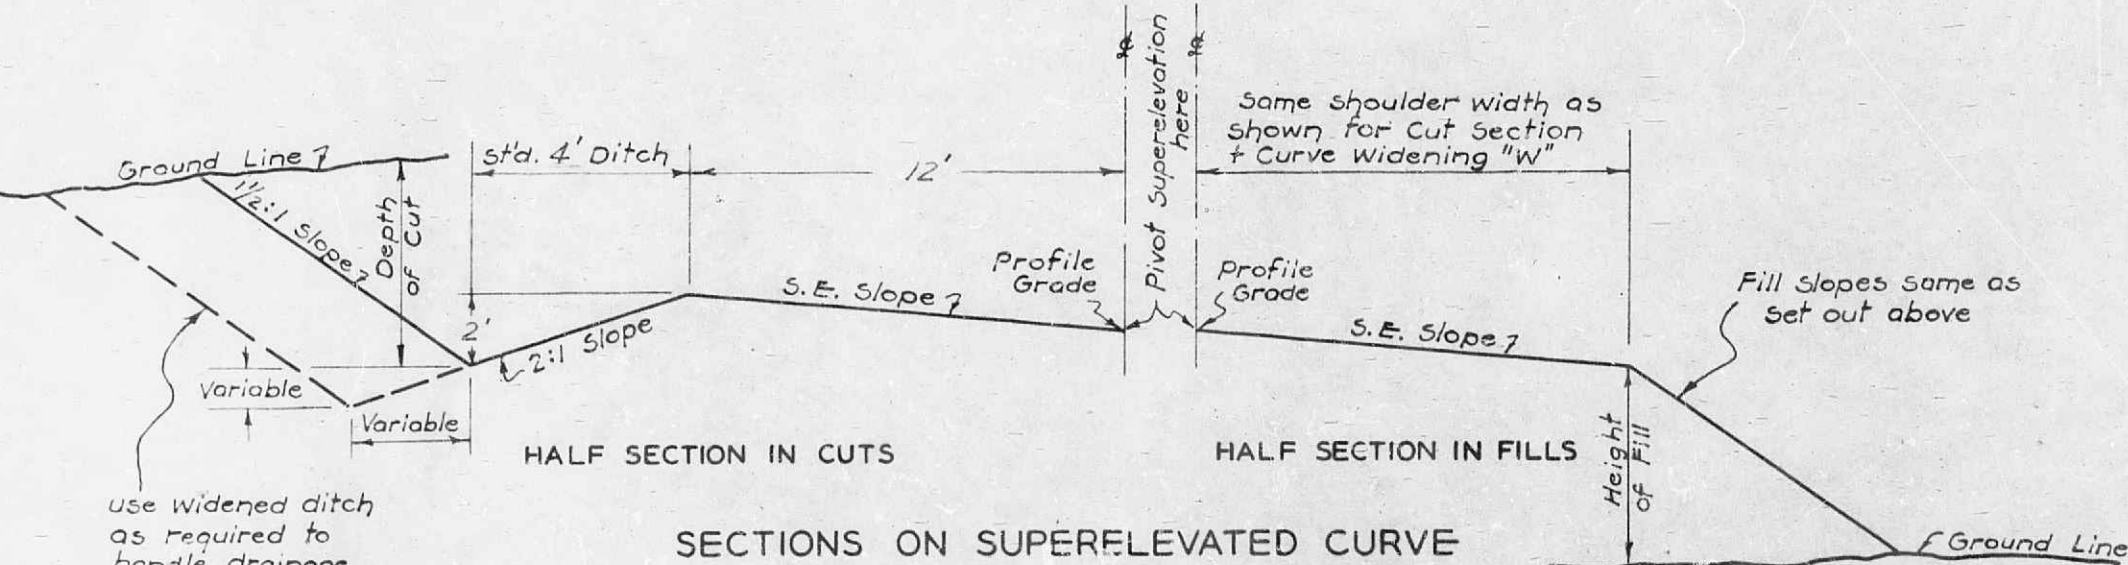 Ground Line
1½:1 Slope
Depth
of Cut
St'd. 4' Ditch
12'
Pivot Superelevation
here
Same shoulder width as
shown for Cut Section
+ Curve Widening "W"
2'
2:1 Slope
S.E. Slope
Profile
Grade
Profile
Grade
S.E. Slope
Fill slopes same as
set out above
Variable
Variable
HALF SECTION IN CUTS
HALF SECTION IN FILLS
Height
of Fill
use widened ditch
as required to
handle drainage
SECTIONS ON SUPERELEVATED CURVE
Ground Line